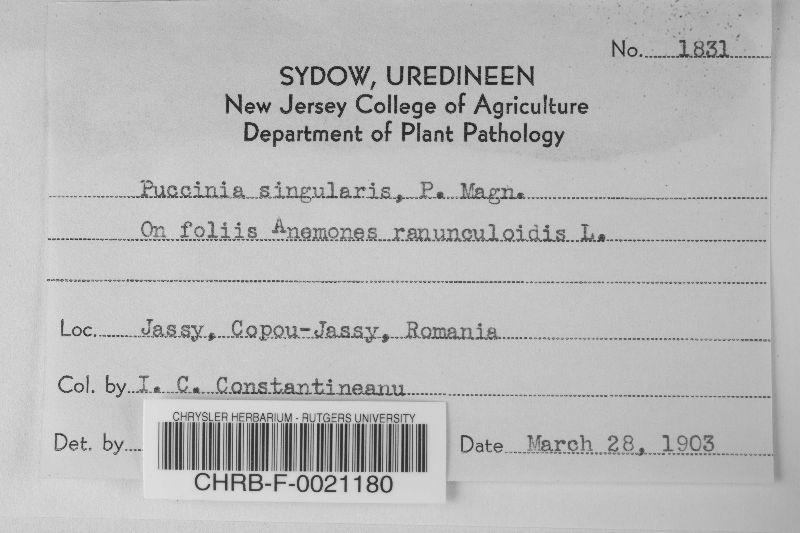 No. 1831
SYDOW, UREDINEEN
New Jersey College of Agriculture
Department of Plant Pathology
Puccinia singularis, P. Magn.
On foliis Anemones ranunculoidis L.
Loc. Jassy, Copou-Jassy, Romania
Col. by I. C. Constantineanu
Det. by
Date March 28, 1903
CHRYSLER HERBARIUM - RUTGERS UNIVERSITY
CHRB-F-0021180